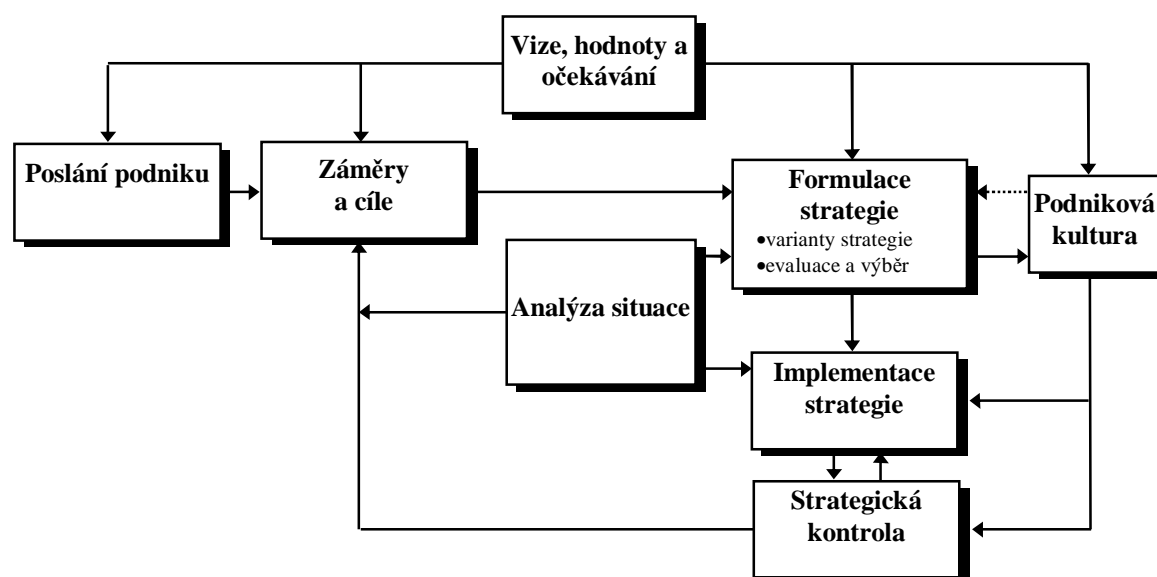 Vize, hodnoty a
očekávání
Poslání podniku
Záměry
a cíle
Formulace
strategie
•varianty strategie
•evaluace a výběr
Podniková
kultura
Analýza situace
Implementace
strategie
Strategická
kontrola